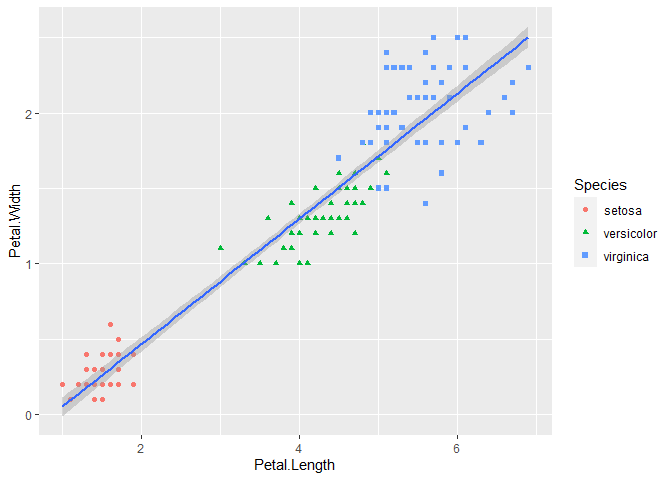 2
1
0
Petal.Width
2
4
6
Petal.Length
Species
setosa
versicolor
virginica